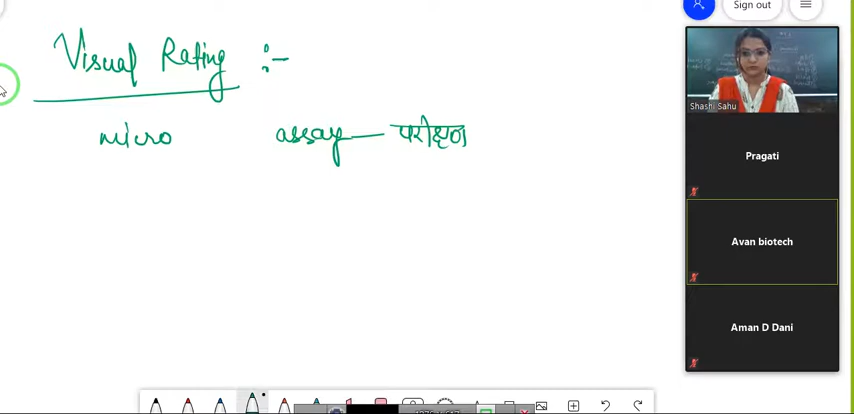 Sign out
Visual Rating :-
micro assay — परीक्षण
Shashi Sahu
Pragati
Avan biotech
Aman D Dani